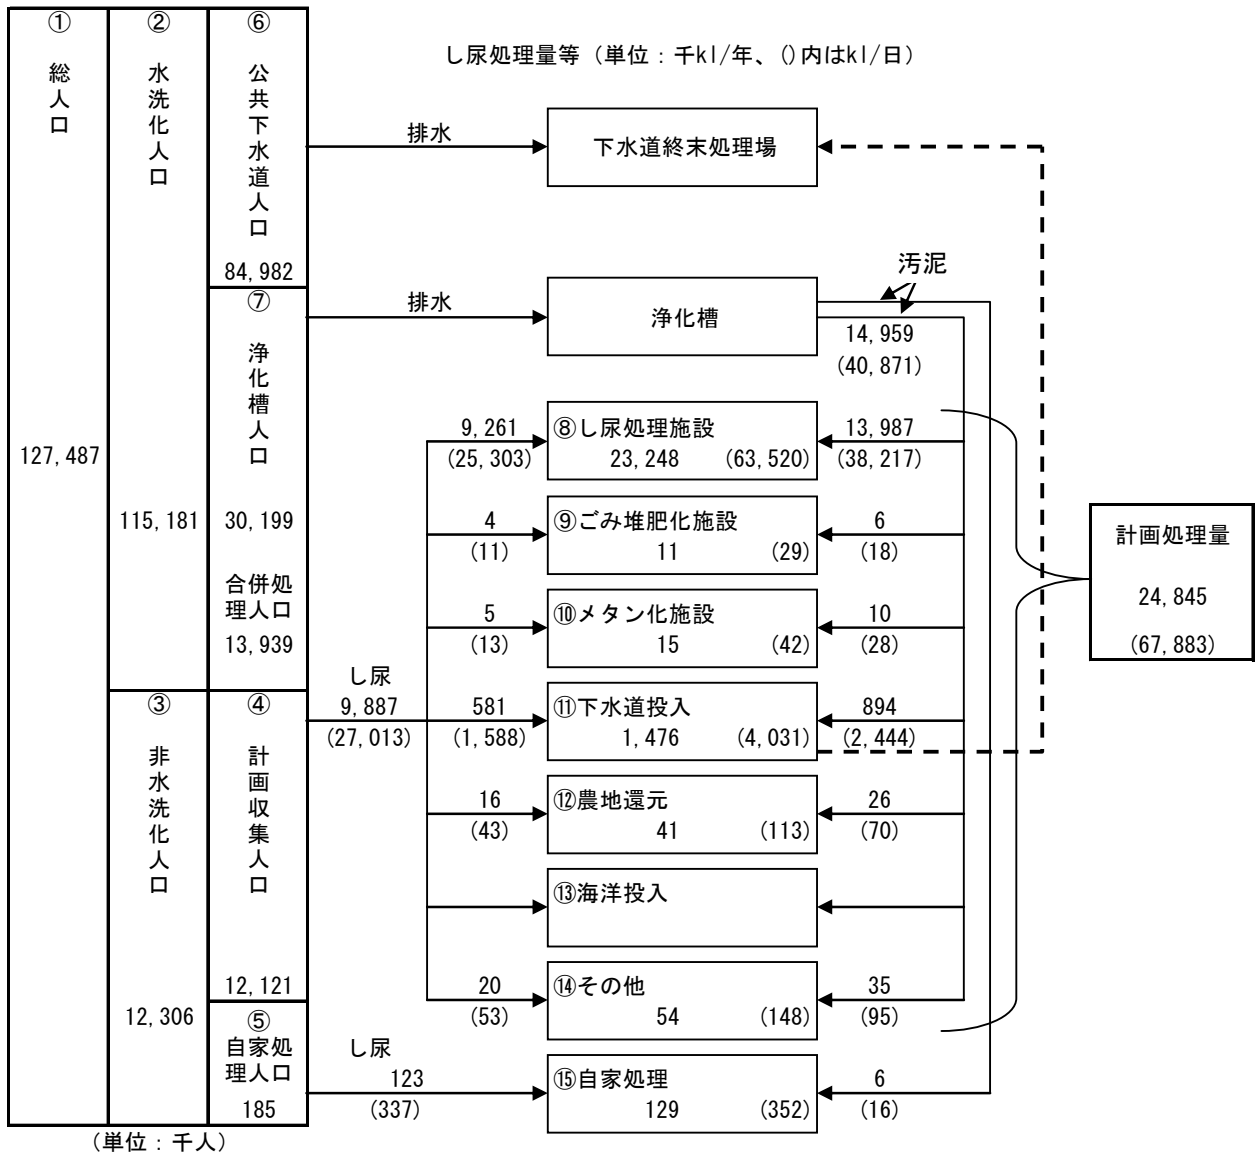 し尿処理量等（単位：千kl/年、()内はkl/日）
①
総人口
127,487
②
水洗化人口
115,181
③
非水洗化人口
12,306
⑥
公共下水道人口
84,982
⑦
浄化槽人口
30,199
合併処
理人口
13,939
④
計画収集人口
12,121
⑤
自家処
理人口
185
（単位：千人）
排水
下水道終末処理場
排水
浄化槽
汚泥
14,959
(40,871)
し尿
9,887
(27,013)
9,261
(25,303)
⑧し尿処理施設
23,248 (63,520)
13,987
(38,217)
4
(11)
⑨ごみ堆肥化施設
11 (29)
6
(18)
5
(13)
⑩メタン化施設
15 (42)
10
(28)
581
(1,588)
⑪下水道投入
1,476 (4,031)
894
(2,444)
16
(43)
⑫農地還元
41 (113)
26
(70)
⑬海洋投入
20
(53)
⑭その他
54 (148)
35
(95)
し尿
123
(337)
⑮自家処理
129 (352)
6
(16)
計画処理量
24,845
(67,883)